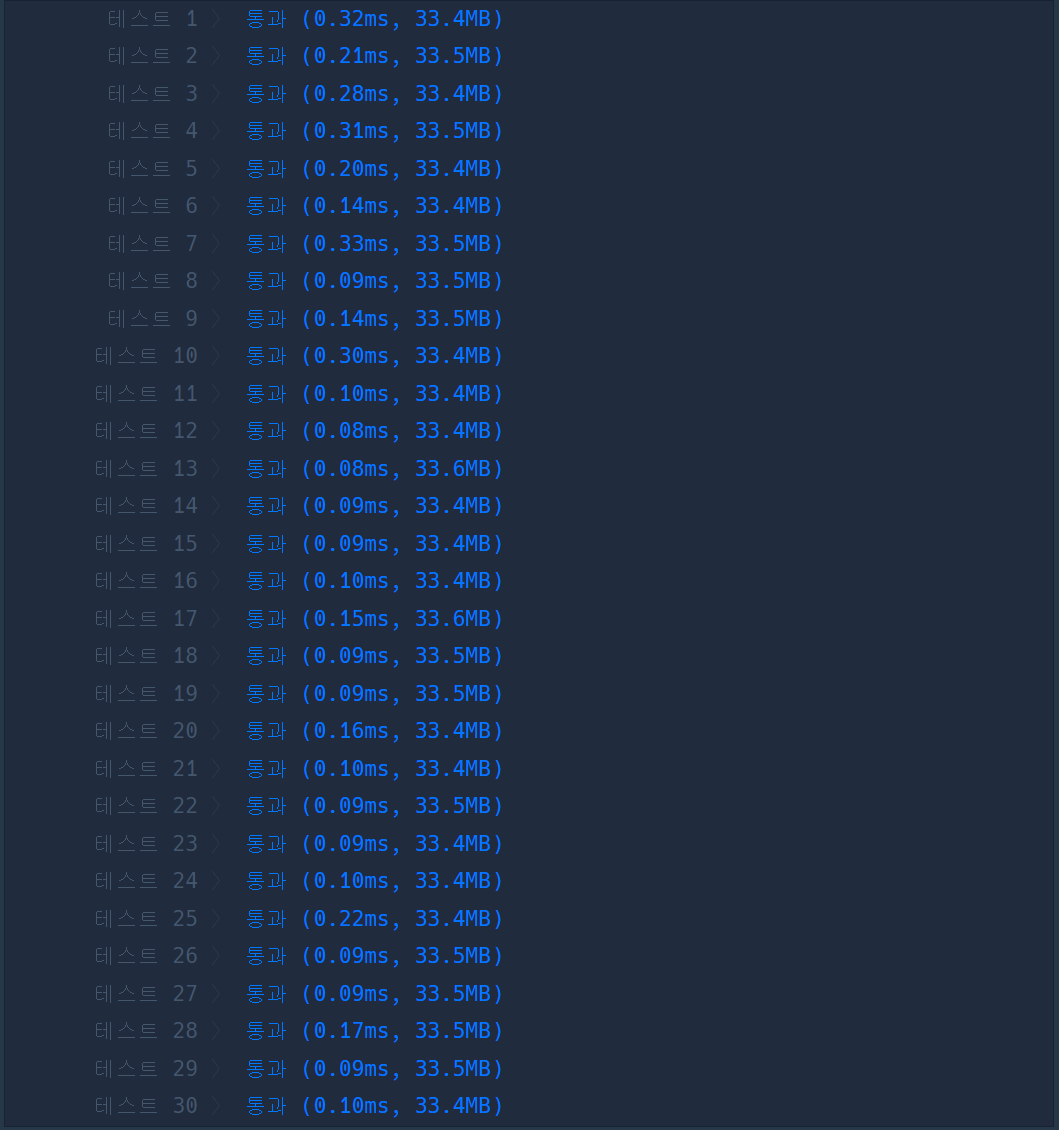 테스트 1 〉 통과 (0.32ms, 33.4MB)
테스트 2 〉 통과 (0.21ms, 33.5MB)
테스트 3 〉 통과 (0.28ms, 33.4MB)
테스트 4 〉 통과 (0.31ms, 33.5MB)
테스트 5 〉 통과 (0.20ms, 33.4MB)
테스트 6 〉 통과 (0.14ms, 33.4MB)
테스트 7 〉 통과 (0.33ms, 33.5MB)
테스트 8 〉 통과 (0.09ms, 33.5MB)
테스트 9 〉 통과 (0.14ms, 33.5MB)
테스트 10 〉 통과 (0.30ms, 33.4MB)
테스트 11 〉 통과 (0.10ms, 33.4MB)
테스트 12 〉 통과 (0.08ms, 33.4MB)
테스트 13 〉 통과 (0.08ms, 33.6MB)
테스트 14 〉 통과 (0.09ms, 33.4MB)
테스트 15 〉 통과 (0.09ms, 33.4MB)
테스트 16 〉 통과 (0.10ms, 33.4MB)
테스트 17 〉 통과 (0.15ms, 33.6MB)
테스트 18 〉 통과 (0.09ms, 33.5MB)
테스트 19 〉 통과 (0.09ms, 33.5MB)
테스트 20 〉 통과 (0.16ms, 33.4MB)
테스트 21 〉 통과 (0.10ms, 33.4MB)
테스트 22 〉 통과 (0.09ms, 33.5MB)
테스트 23 〉 통과 (0.09ms, 33.4MB)
테스트 24 〉 통과 (0.10ms, 33.4MB)
테스트 25 〉 통과 (0.22ms, 33.4MB)
테스트 26 〉 통과 (0.09ms, 33.5MB)
테스트 27 〉 통과 (0.09ms, 33.5MB)
테스트 28 〉 통과 (0.17ms, 33.5MB)
테스트 29 〉 통과 (0.09ms, 33.5MB)
테스트 30 〉 통과 (0.10ms, 33.4MB)